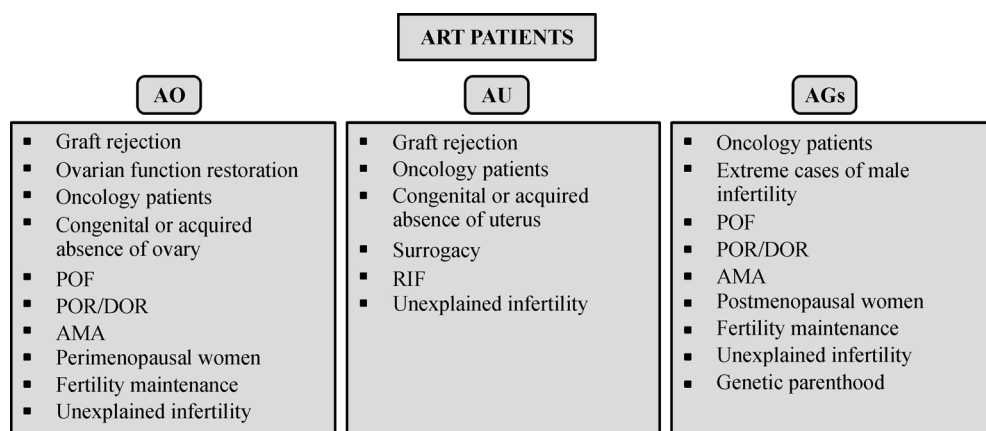 ART PATIENTS
AO
Graft rejection
Ovarian function restoration
Oncology patients
Congenital or acquired
absence of ovary
POF
POR/DOR
AMA
Perimenopausal women
Fertility maintenance
Unexplained infertility
AU
Graft rejection
Oncology patients
Congenital or acquired
absence of uterus
Surrogacy
RIF
Unexplained infertility
AGs
Oncology patients
Extreme cases of male
infertility
POF
POR/DOR
AMA
Postmenopausal women
Fertility maintenance
Unexplained infertility
Genetic parenthood